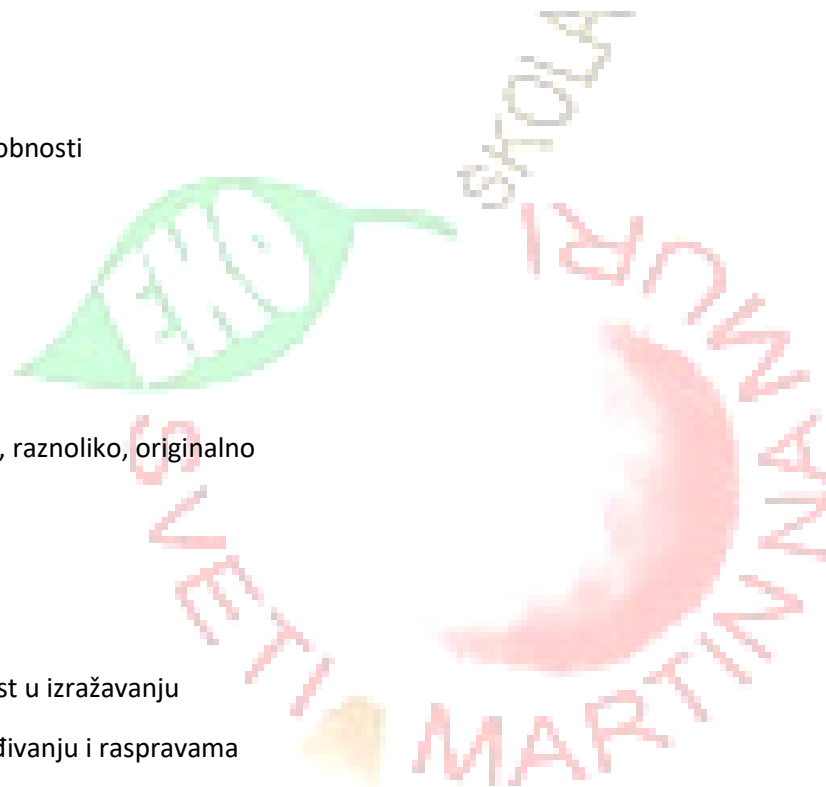 ŠKOLA
obnosti
EKO
, raznoliko, originalno
st u izražavanju
đivanju i raspravama
SVETI MARTIN NA MURI